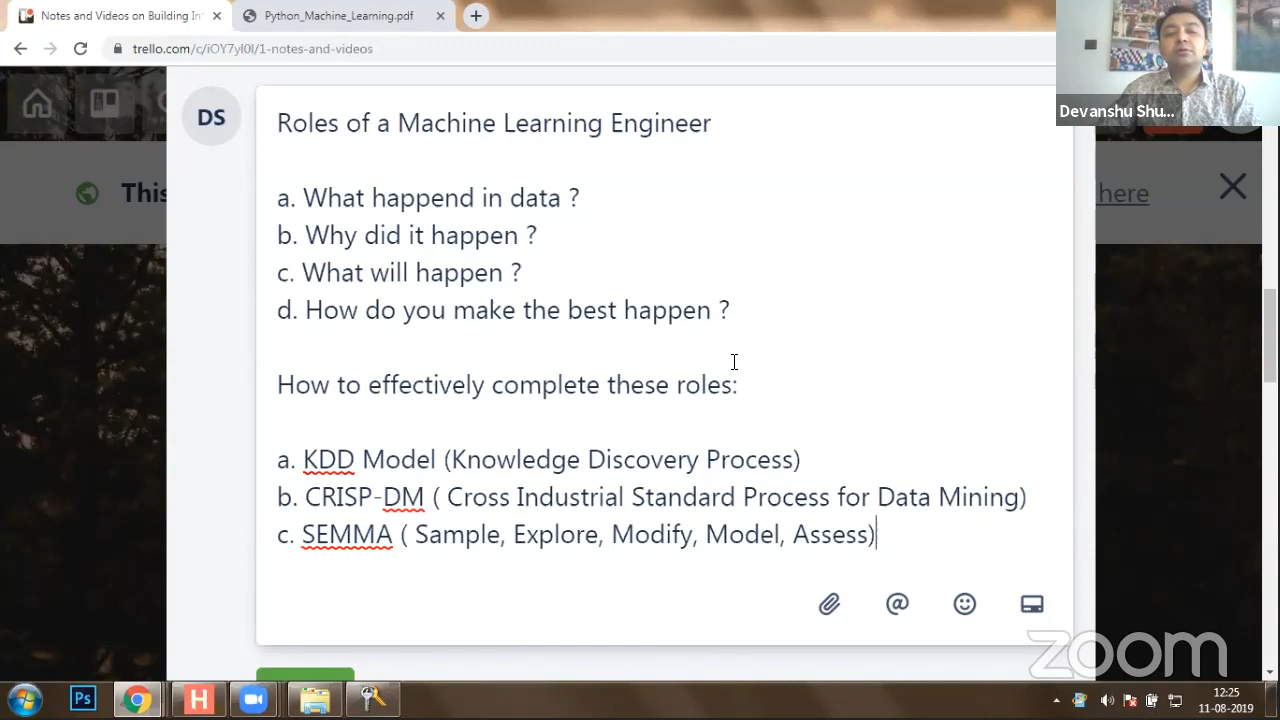 Notes and Videos on Building In
Python_Machine_Learning.pdf
trello.com/c/iOY7yI0I/1-notes-and-videos
Devanshu Shu...
DS
Roles of a Machine Learning Engineer
This
here
a. What happend in data ?
b. Why did it happen ?
c. What will happen ?
d. How do you make the best happen ?
How to effectively complete these roles:
a. KDD Model (Knowledge Discovery Process)
b. CRISP-DM ( Cross Industrial Standard Process for Data Mining)
c. SEMMA ( Sample, Explore, Modify, Model, Assess)
zoom
Ps
H
12:25
11-08-2019